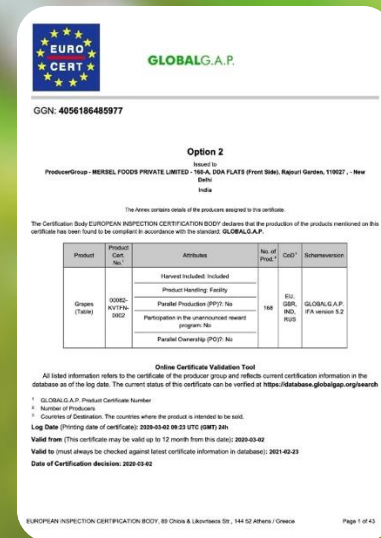 EURO
CERT
GLOBALG.A.P.
GGN: 4056186485977
Option 2
Issued to
ProducerGroup - MERSEL FOODS PRIVATE LIMITED - 168-A, DDA FLATS (Front Side), Rajouri Garden, 110027 , - New
Delhi
India
The Annex contains details of the producers assigned to this certificate.
The Certification Body EUROPEAN INSPECTION CERTIFICATION BODY declares that the production of the products mentioned on this
certificate has been found to be compliant in accordance with the standard: GLOBALG.A.P.
Product
Product Cert. No.¹
Attributes
No. of Prod.²
CoD³
Schemeversion
Grapes (Table)
00082-KVTFN-0002
Harvest Included: Included
Product Handling: Facility
Parallel Production (PP)?: No
Participation in the unannounced reward program: No
Parallel Ownership (PO)?: No
168
EU, GBR, IND, RUS
GLOBALG.A.P. IFA version 5.2
Online Certificate Validation Tool
All listed information refers to the certificate of the producer group and reflects current certification information in the
database as of the log date. The current status of this certificate can be verified at https://database.globalgap.org/search
¹ GLOBALG.A.P. Product Certificate Number
² Number of Producers
³ Countries of Destination. The countries where the product is intended to be sold.
Log Date (Printing date of certificate): 2020-03-02 09:23 UTC (GMT) 24h
Valid from (This certificate may be valid up to 12 month from this date): 2020-03-02
Valid to (must always be checked against latest certificate information in database): 2021-02-23
Date of Certification decision: 2020-03-02
EUROPEAN INSPECTION CERTIFICATION BODY, 89 Chlois & Likovriseos Str., 144 52 Athens / Greece
Page 1 of 43